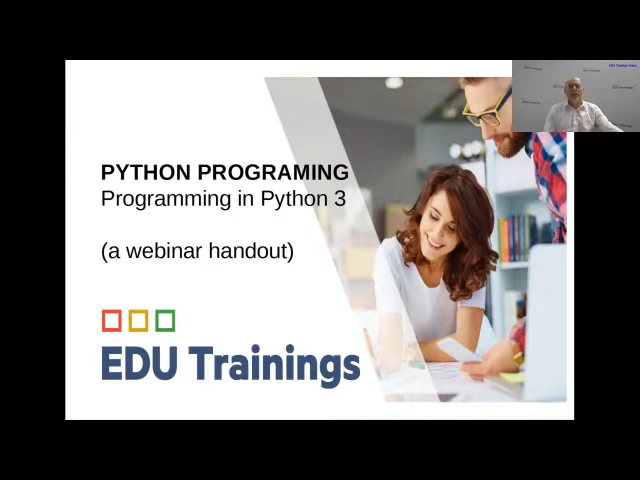 PYTHON PROGRAMING
Programming in Python 3
(a webinar handout)
EDU Trainings